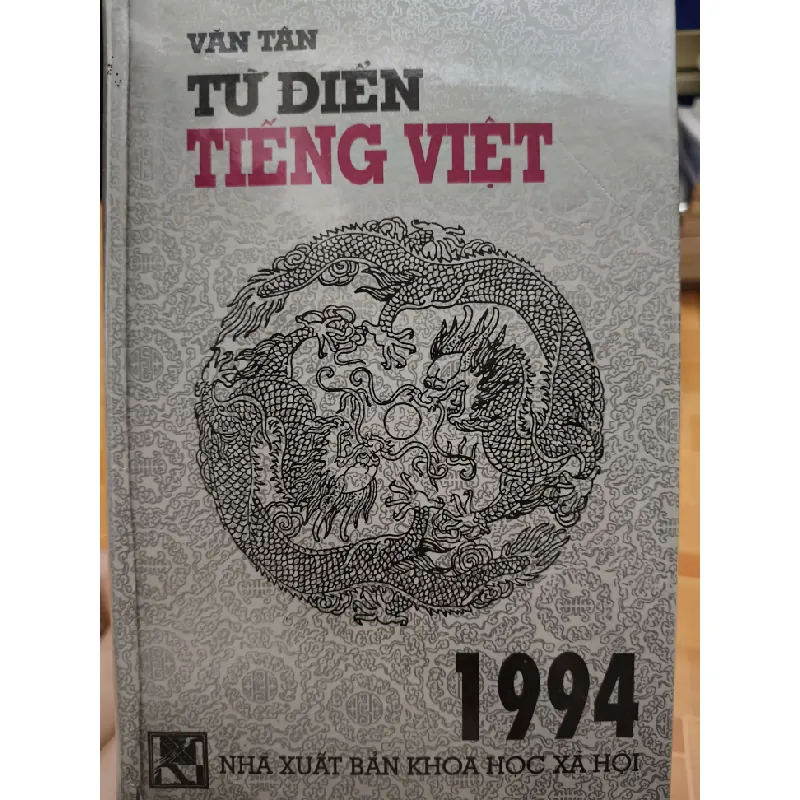 VĂN TÂN
TỪ ĐIỂN
TIẾNG VIỆT
1994
NHÀ XUẤT BẢN KHOA HỌC XÃ HỘI